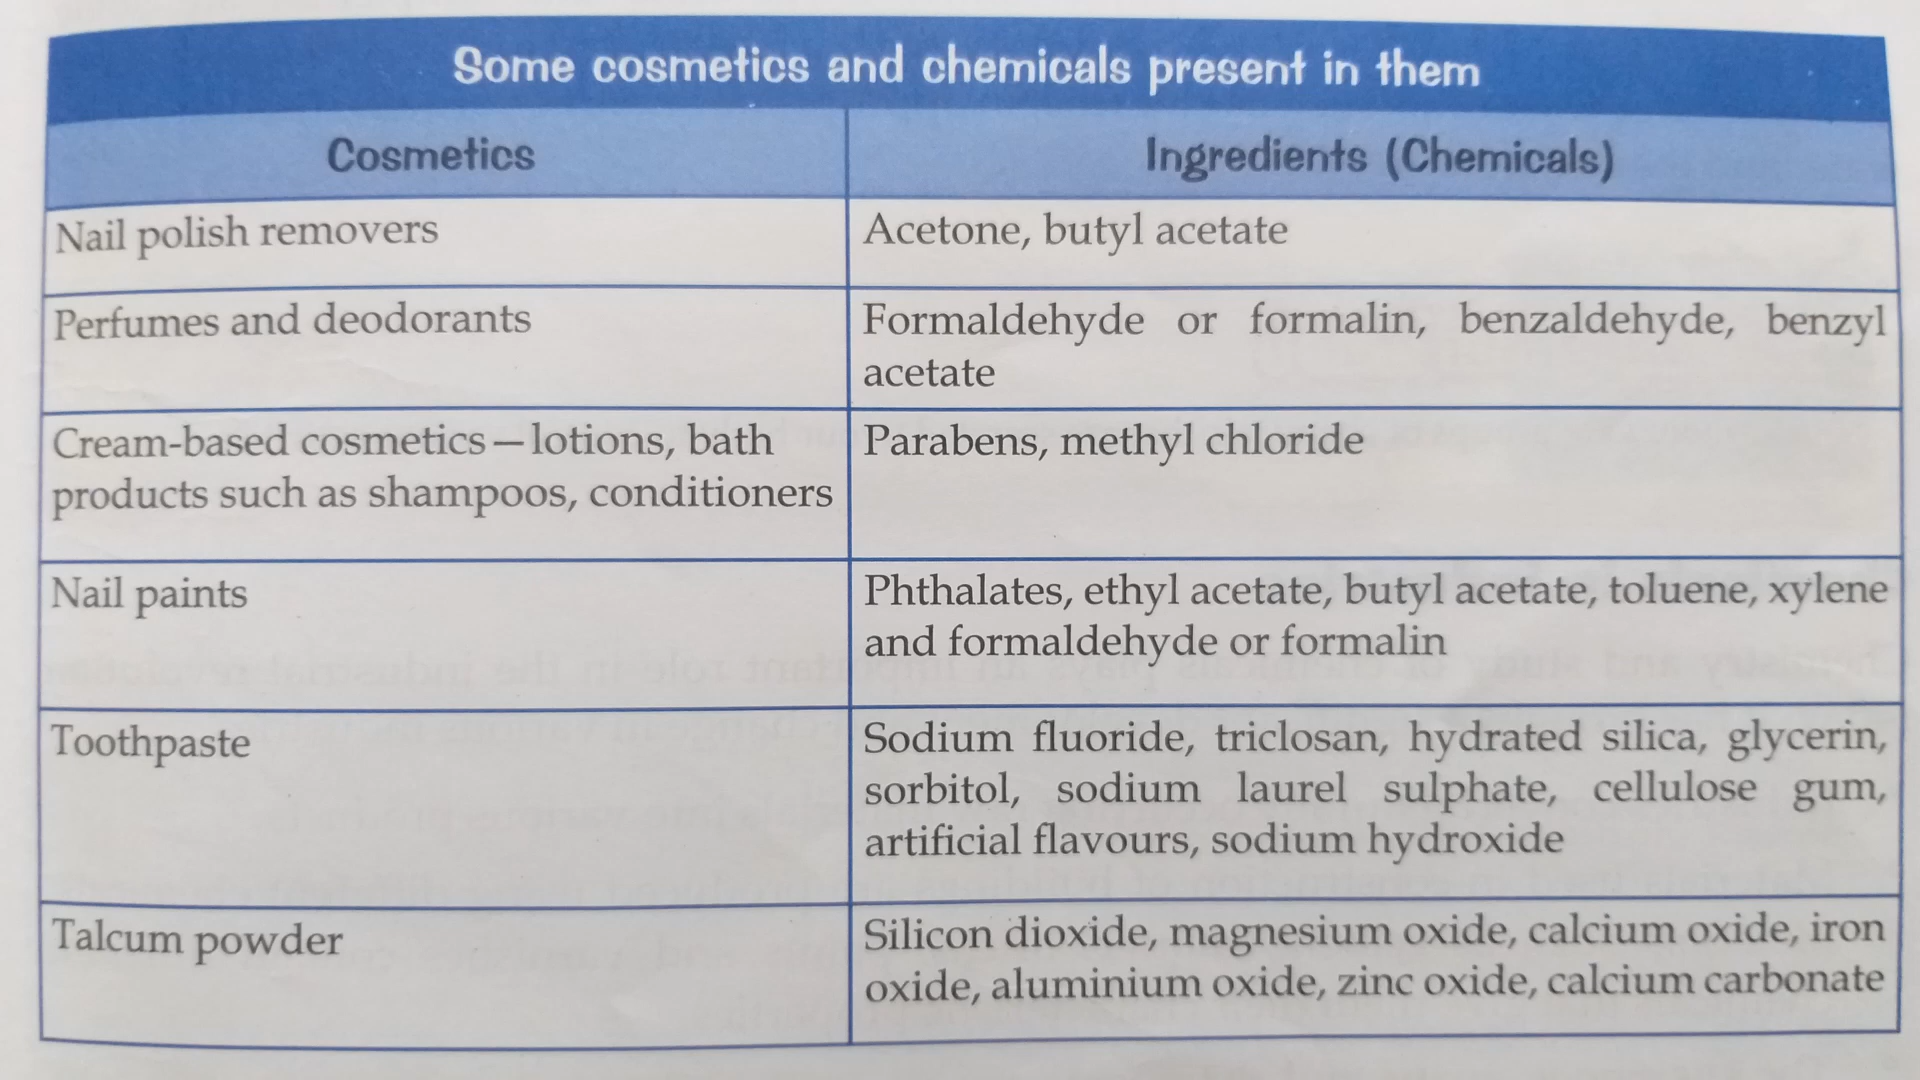 Some cosmetics and chemicals present in them
Cosmetics
Ingredients (Chemicals)
Nail polish removers
Acetone, butyl acetate
Perfumes and deodorants
Formaldehyde or formalin, benzaldehyde, benzyl
acetate
Cream-based cosmetics—lotions, bath
products such as shampoos, conditioners
Parabens, methyl chloride
Nail paints
Phthalates, ethyl acetate, butyl acetate, toluene, xylene
and formaldehyde or formalin
Toothpaste
Sodium fluoride, triclosan, hydrated silica, glycerin,
sorbitol, sodium laurel sulphate, cellulose gum,
artificial flavours, sodium hydroxide
Talcum powder
Silicon dioxide, magnesium oxide, calcium oxide, iron
oxide, aluminium oxide, zinc oxide, calcium carbonate